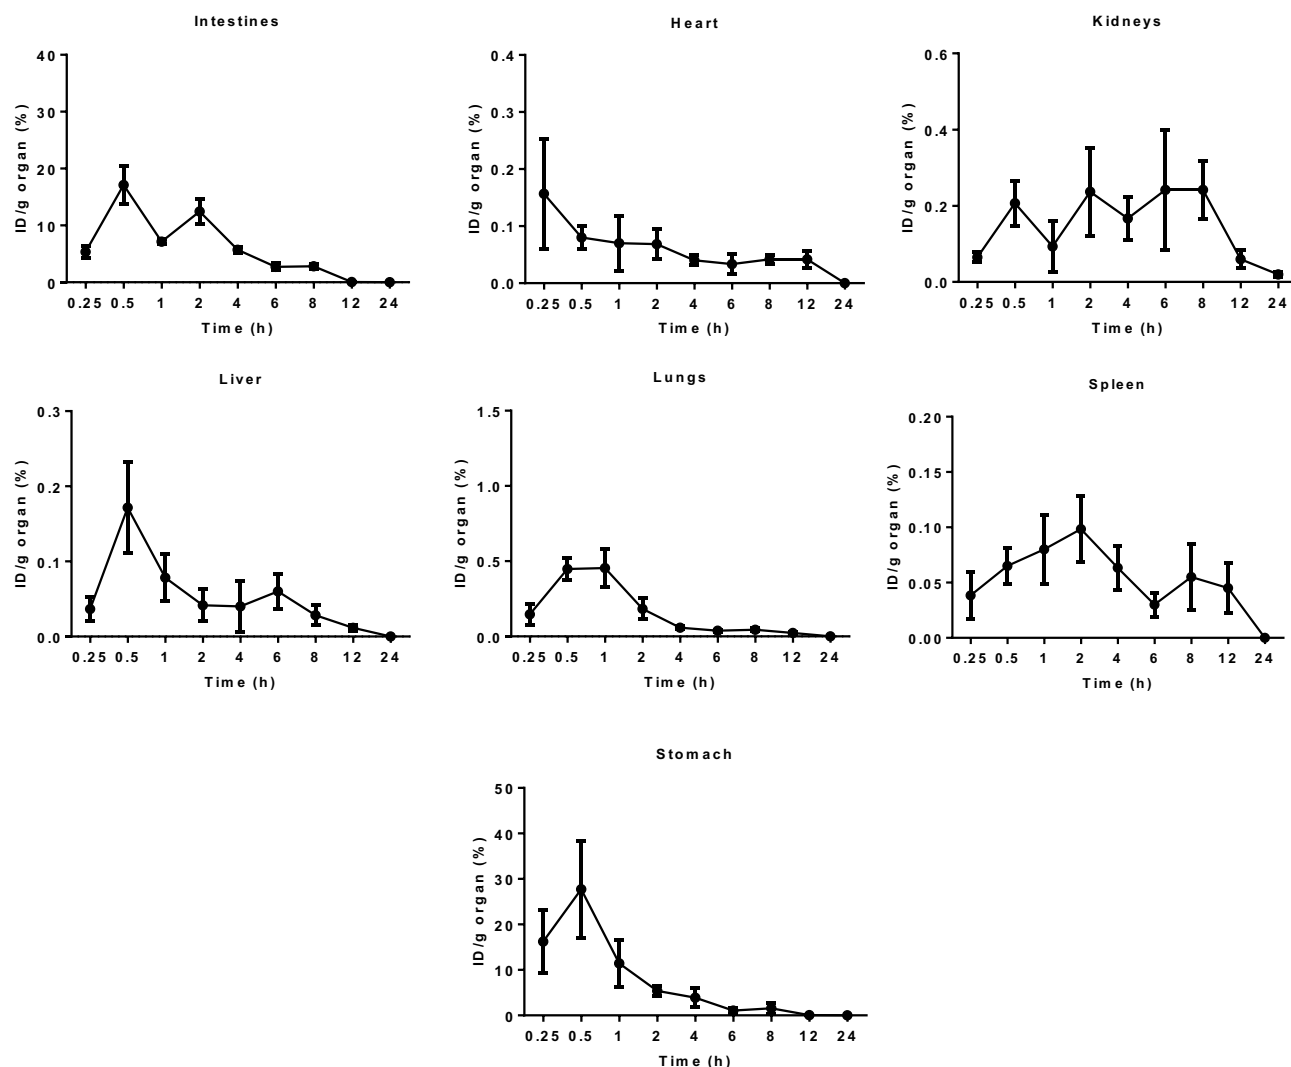 Intestines
ID/g organ (%)
40
30
20
10
0
0.25 0.5 1 2 4 6 8 12 24
Time (h)
Heart
ID/g organ (%)
0.4
0.3
0.2
0.1
0.0
0.25 0.5 1 2 4 6 8 12 24
Time (h)
Kidneys
ID/g organ (%)
0.6
0.4
0.2
0.0
0.25 0.5 1 2 4 6 8 12 24
Time (h)
Liver
ID/g organ (%)
0.3
0.2
0.1
0.0
0.25 0.5 1 2 4 6 8 12 24
Time (h)
Lungs
ID/g organ (%)
1.5
1.0
0.5
0.0
0.25 0.5 1 2 4 6 8 12 24
Time (h)
Spleen
ID/g organ (%)
0.20
0.15
0.10
0.05
0.00
0.25 0.5 1 2 4 6 8 12 24
Time (h)
Stomach
ID/g organ (%)
50
40
30
20
10
0
0.25 0.5 1 2 4 6 8 12 24
Time (h)